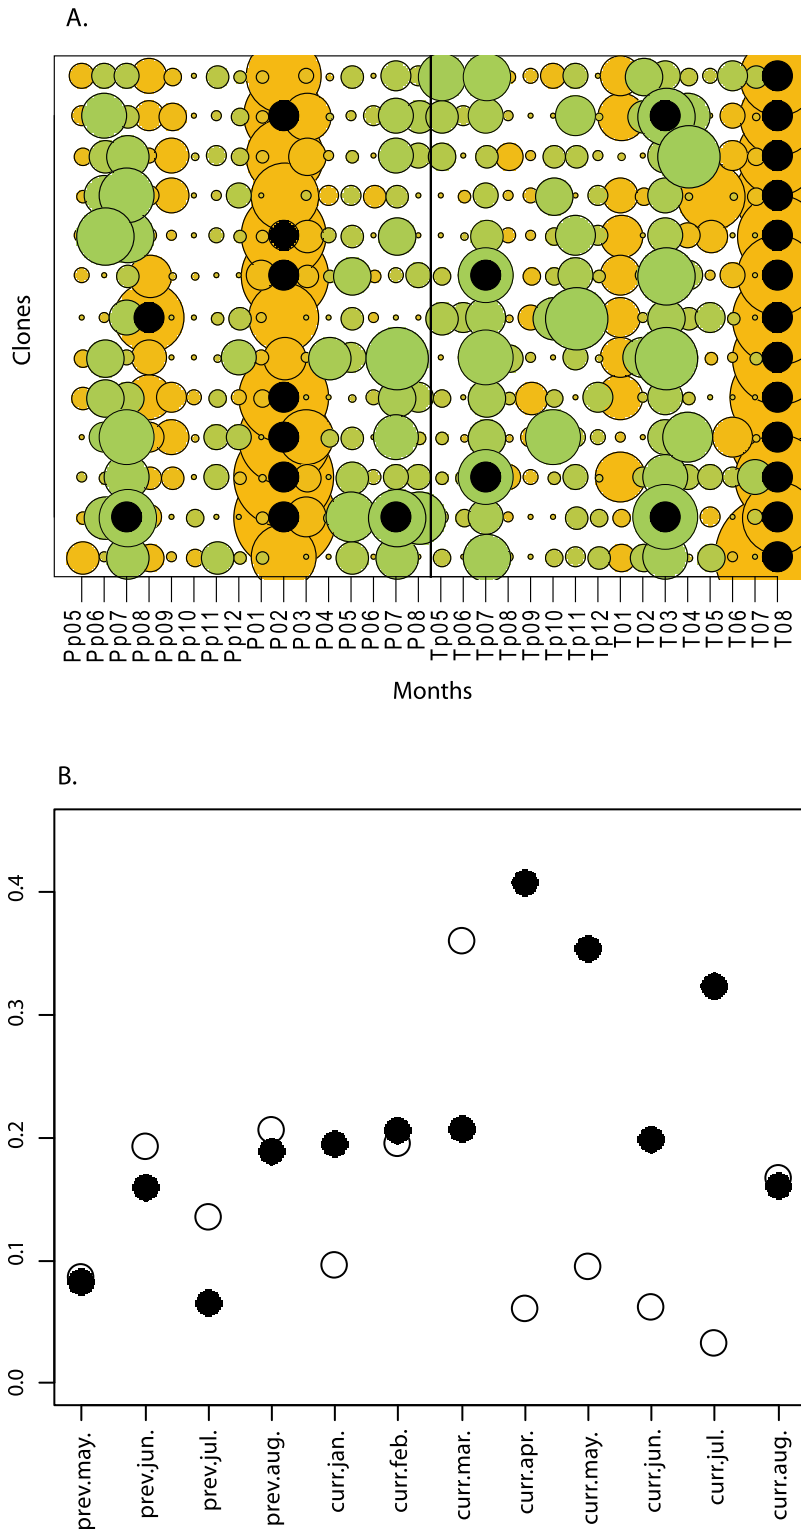 A.
Clones
Pp05 Pp06 Pp07 Pp08 Pp09 Pp10 Pp11 Pp12 P01 P02 P03 P04 P05 P06 P07 P08 Tp05 Tp06 Tp07 Tp08 Tp09 Tp10 Tp11 Tp12 T01 T02 T03 T04 T05 T06 T07 T08
Months
B.
0.4
0.3
0.2
0.1
0.0
prev.may. prev.jun. prev.jul. prev.aug. curr.jan. curr.feb. curr.mar. curr.apr. curr.may. curr.jun. curr.jul. curr.aug.